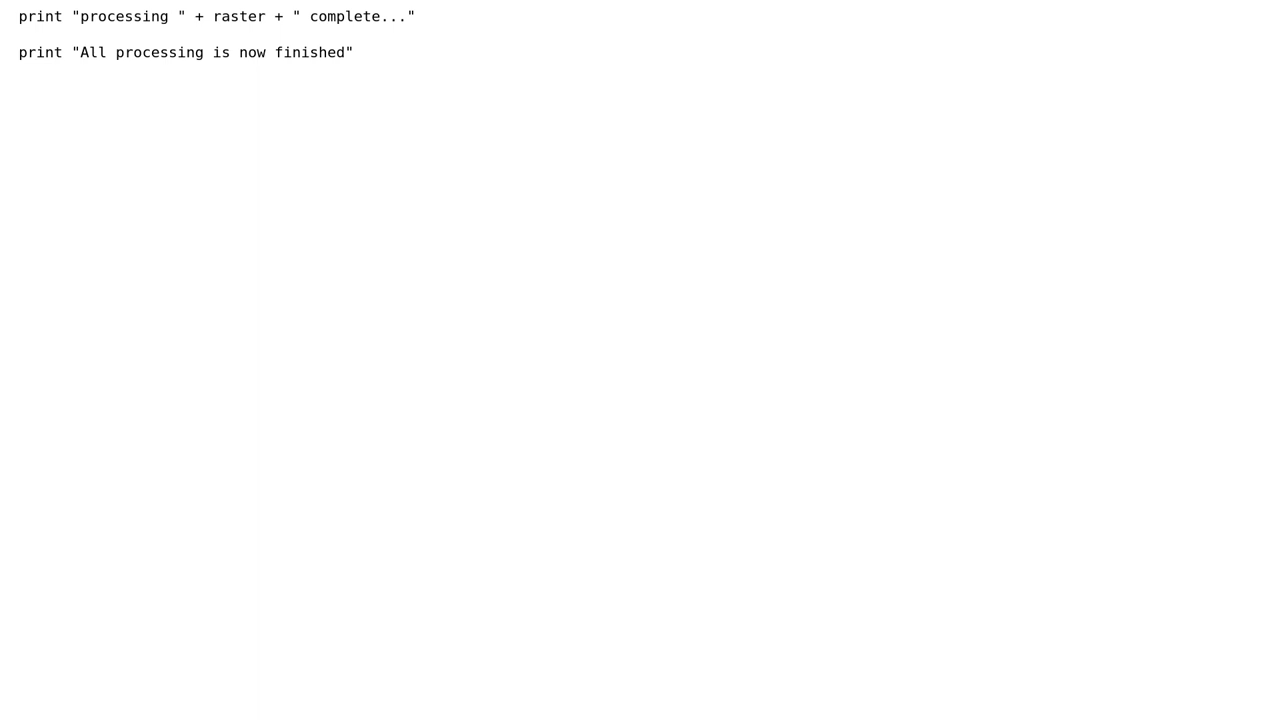 print "processing " + raster + " complete..."
print "All processing is now finished"